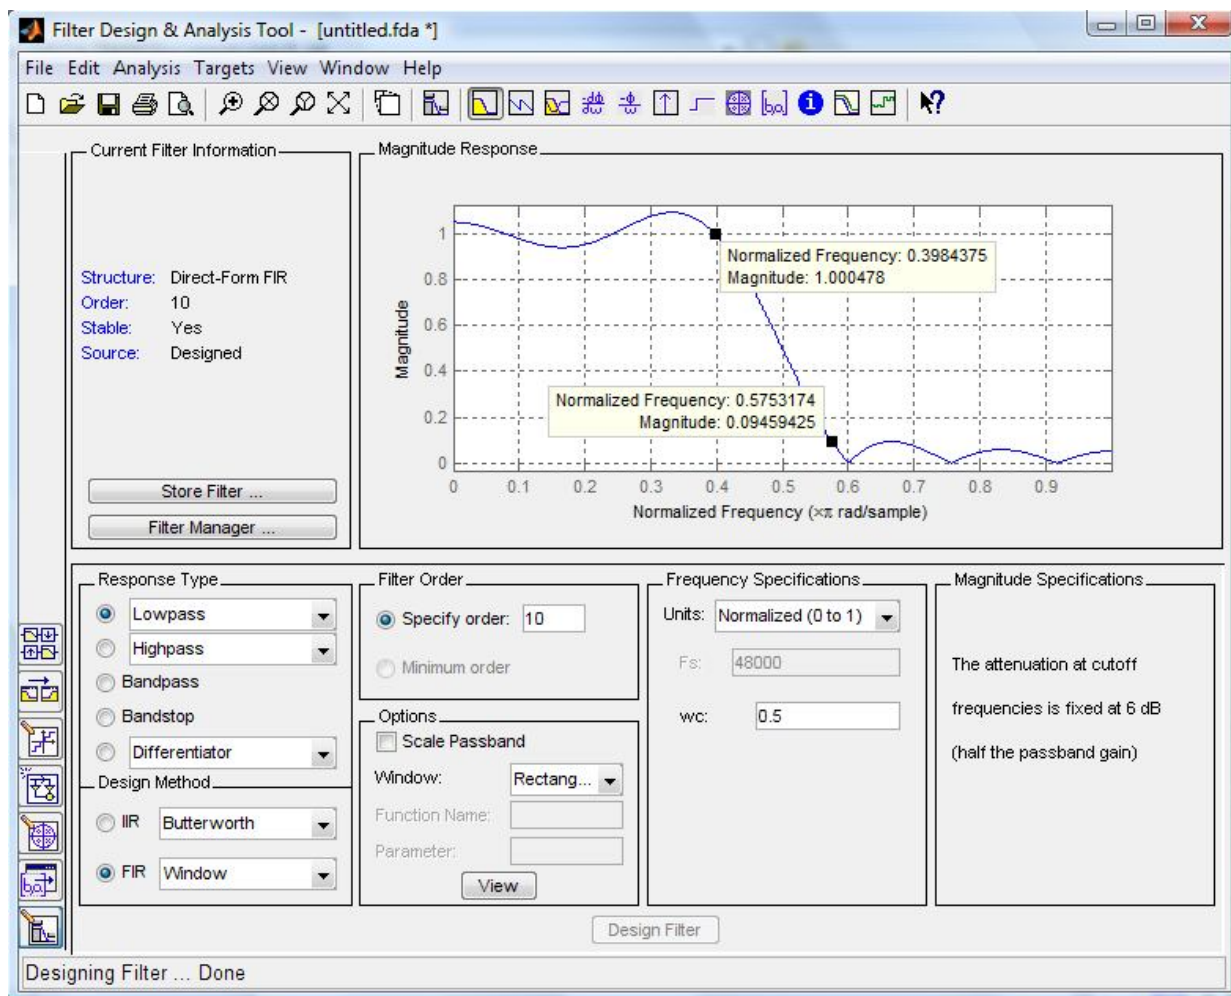 Filter Design & Analysis Tool - [untitled.fda *]
File Edit Analysis Targets View Window Help
Current Filter Information
Structure: Direct-Form FIR
Order: 10
Stable: Yes
Source: Designed
Store Filter ...
Filter Manager ...
Magnitude Response
Magnitude
1
0.8
0.6
0.4
0.2
0
Normalized Frequency: 0.3984375
Magnitude: 1.000478
Normalized Frequency: 0.5753174
Magnitude: 0.09459425
0 0.1 0.2 0.3 0.4 0.5 0.6 0.7 0.8 0.9
Normalized Frequency (×π rad/sample)
Response Type
Lowpass
Highpass
Bandpass
Bandstop
Differentiator
Design Method
IIR Butterworth
FIR Window
Filter Order
Specify order: 10
Minimum order
Options
Scale Passband
Window: Rectang...
Function Name:
Parameter:
View
Frequency Specifications
Units: Normalized (0 to 1)
Fs: 48000
wc: 0.5
Magnitude Specifications
The attenuation at cutoff
frequencies is fixed at 6 dB
(half the passband gain)
Design Filter
Designing Filter ... Done